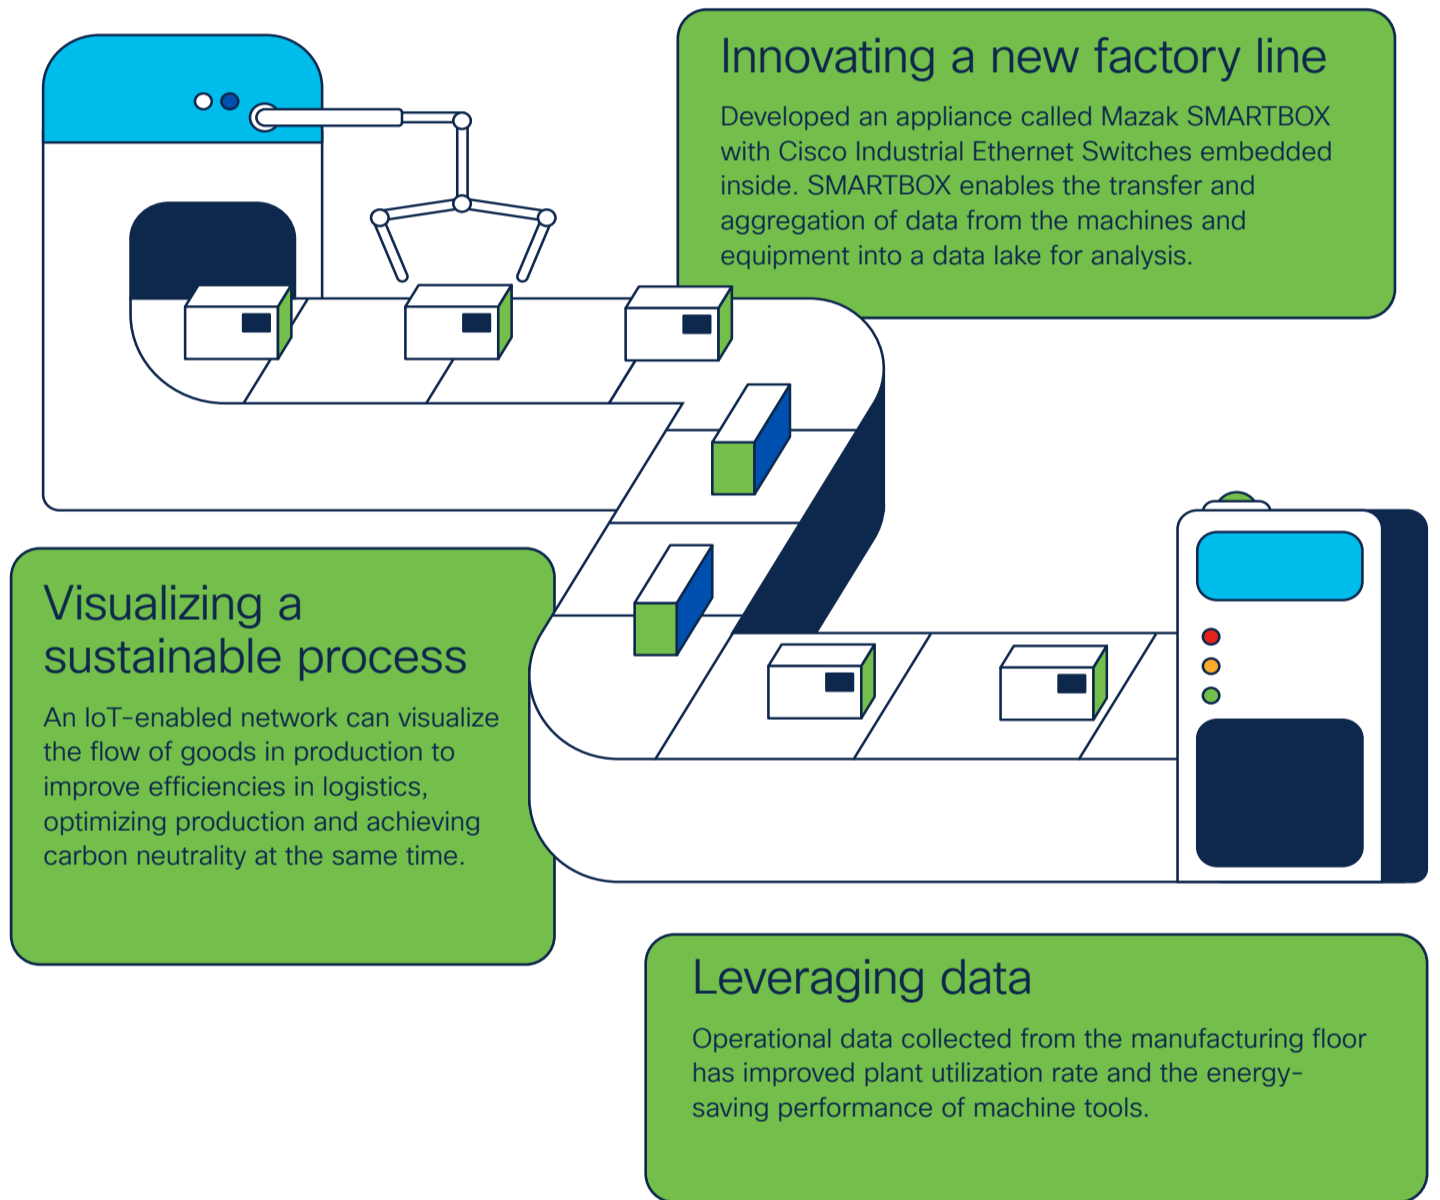 Innovating a new factory line
Developed an appliance called Mazak SMARTBOX
with Cisco Industrial Ethernet Switches embedded
inside. SMARTBOX enables the transfer and
aggregation of data from the machines and
equipment into a data lake for analysis.
Visualizing a
sustainable process
An IoT-enabled network can visualize
the flow of goods in production to
improve efficiencies in logistics,
optimizing production and achieving
carbon neutrality at the same time.
Leveraging data
Operational data collected from the manufacturing floor
has improved plant utilization rate and the energy-
saving performance of machine tools.